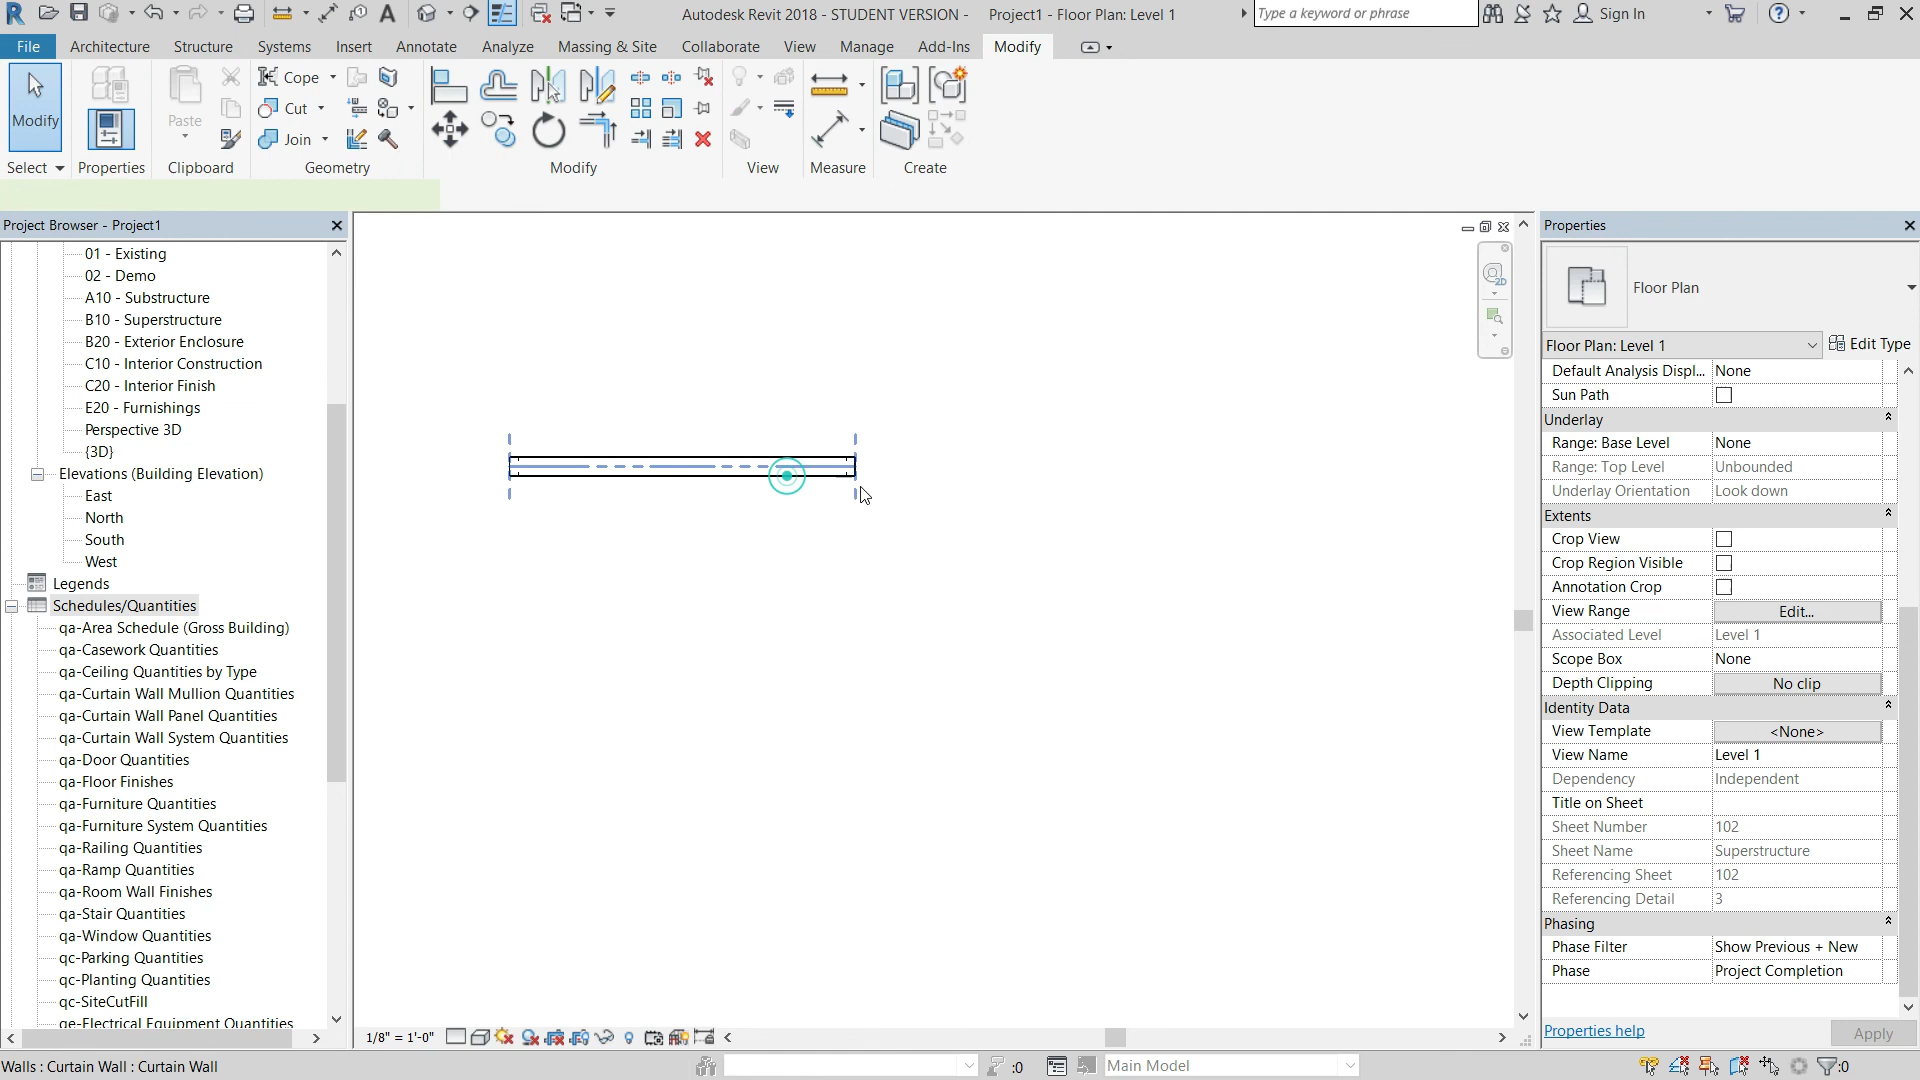 Autodesk Revit 2018 - STUDENT VERSION - Project1 - Floor Plan: Level 1
Type a keyword or phrase
Sign In
File Architecture Structure Systems Insert Annotate Analyze Massing & Site Collaborate View Manage Add-Ins Modify
Modify
Paste
Cope
Cut
Join
Select Properties Clipboard Geometry Modify View Measure Create
Project Browser - Project1
01 - Existing
02 - Demo
A10 - Substructure
B10 - Superstructure
B20 - Exterior Enclosure
C10 - Interior Construction
C20 - Interior Finish
E20 - Furnishings
Perspective 3D
{3D}
Elevations (Building Elevation)
East
North
South
West
Legends
Schedules/Quantities
qa-Area Schedule (Gross Building)
qa-Casework Quantities
qa-Ceiling Quantities by Type
qa-Curtain Wall Mullion Quantities
qa-Curtain Wall Panel Quantities
qa-Curtain Wall System Quantities
qa-Door Quantities
qa-Floor Finishes
qa-Furniture Quantities
qa-Furniture System Quantities
qa-Railing Quantities
qa-Ramp Quantities
qa-Room Wall Finishes
qa-Stair Quantities
qa-Window Quantities
qc-Parking Quantities
qc-Planting Quantities
qc-SiteCutFill
qe-Electrical Equipment Quantities
2D
Properties
Floor Plan
Floor Plan: Level 1 Edit Type
Default Analysis Displ... None
Sun Path
Underlay
Range: Base Level None
Range: Top Level Unbounded
Underlay Orientation Look down
Extents
Crop View
Crop Region Visible
Annotation Crop
View Range Edit...
Associated Level Level 1
Scope Box None
Depth Clipping No clip
Identity Data
View Template <None>
View Name Level 1
Dependency Independent
Title on Sheet
Sheet Number 102
Sheet Name Superstructure
Referencing Sheet 102
Referencing Detail 3
Phasing
Phase Filter Show Previous + New
Phase Project Completion
Properties help Apply
1/8" = 1'-0"
Walls : Curtain Wall : Curtain Wall
:0
Main Model
:0